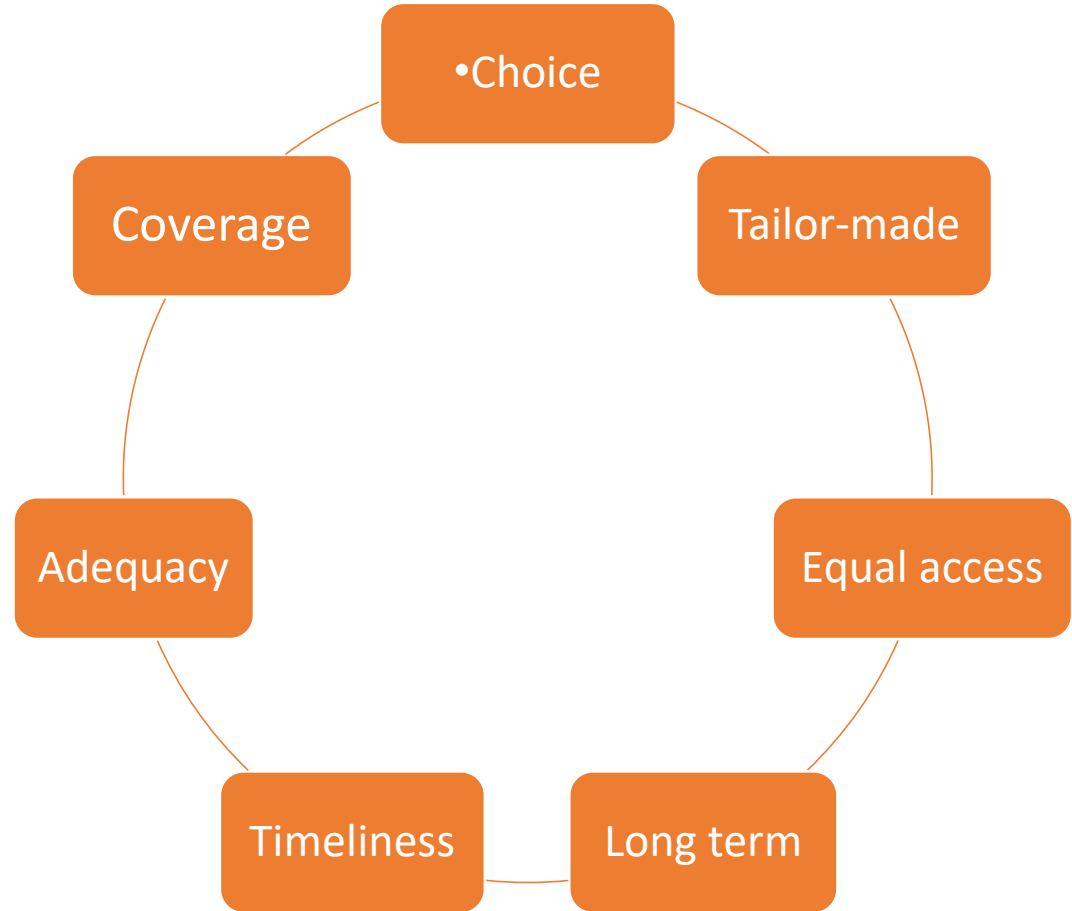 •Choice
Tailor-made
Equal access
Long term
Timeliness
Adequacy
Coverage